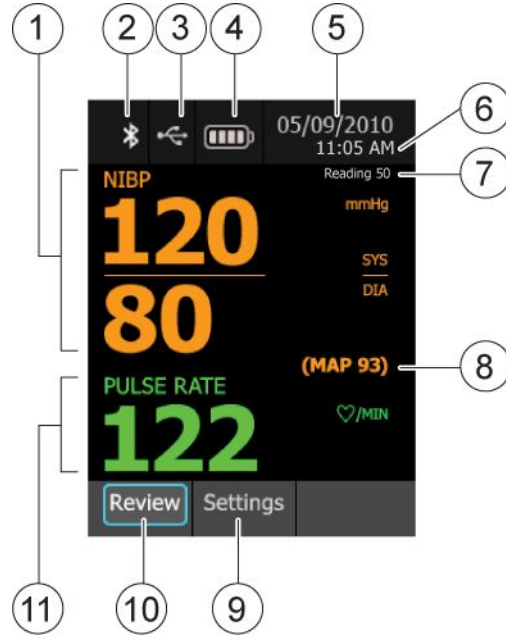 1 2 3 4 5
6
7
8
9
10
11
05/09/2010
11:05 AM
Reading 50
NIBP
mmHg
120
SYS
DIA
80
(MAP 93)
PULSE RATE
122
♡/MIN
Review Settings